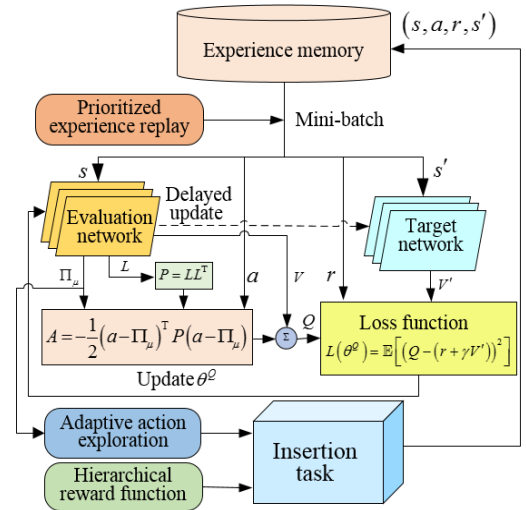 (s, a, r, s′)
Experience memory
Prioritized
experience replay
Mini-batch
s
s′
Delayed
update
Evaluation
network
Target
network
Π_μ
L
P = LLᵀ
a
V
r
V′
A = −1/2 (a − Π_μ)ᵀ P(a − Π_μ)
Σ
Q
Loss function
L(θ^Q) = 𝔼[(Q − (r + γV′))²]
Update θ^Q
Adaptive action
exploration
Insertion
task
Hierarchical
reward function